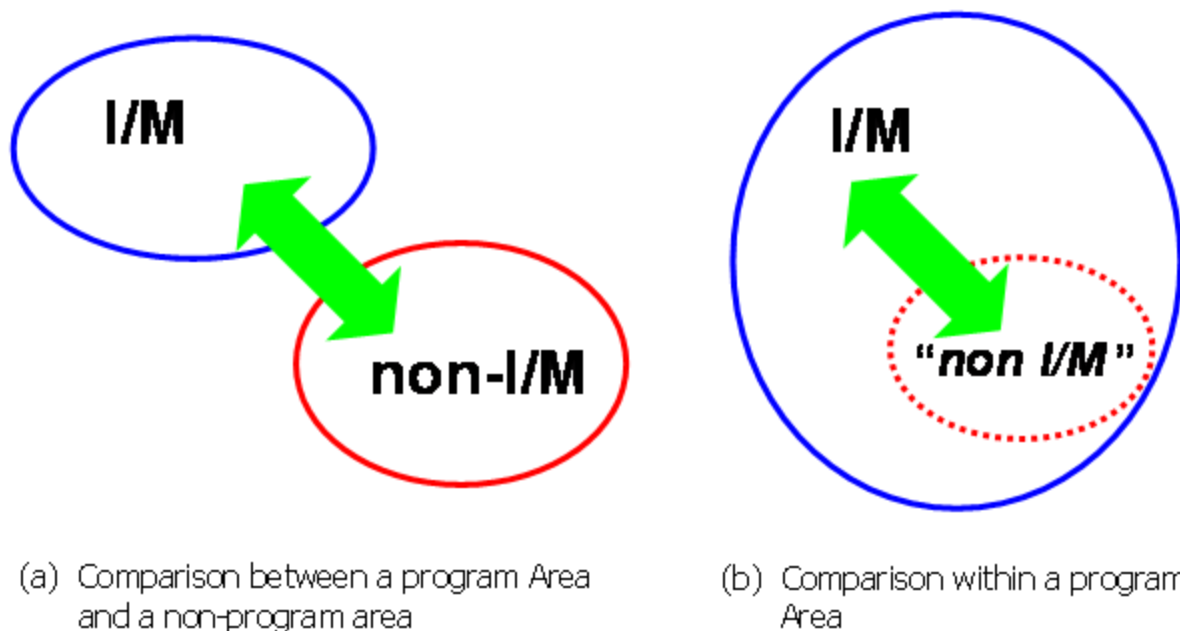 I/M
non-I/M
(a) Comparison between a program Area
and a non-program area
I/M
“non I/M”
(b) Comparison within a program
Area